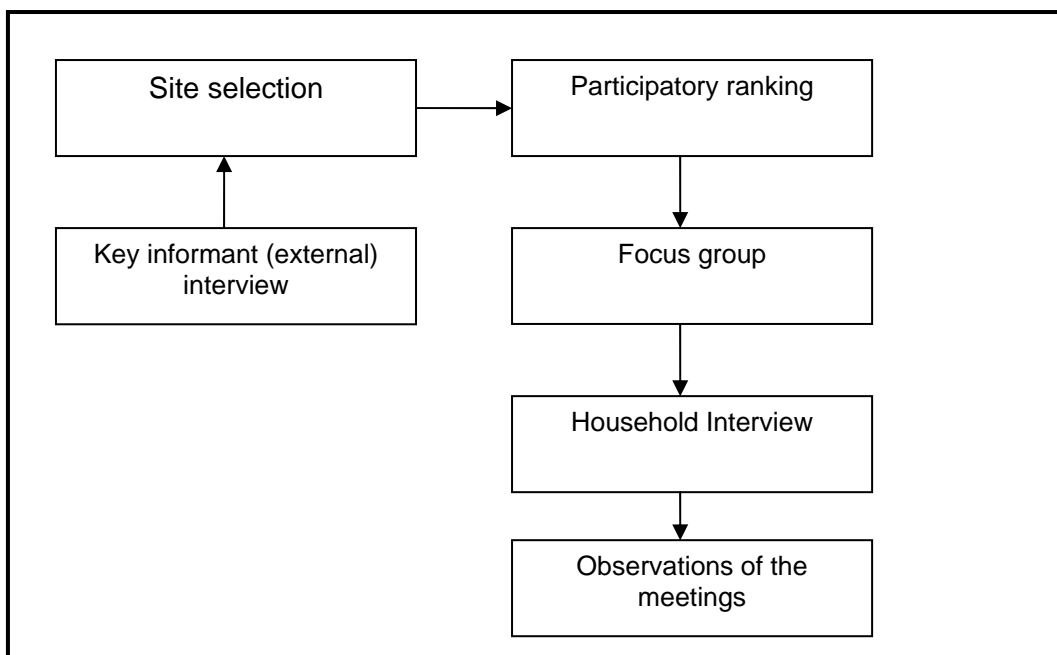 Site selection
Participatory ranking
Key informant (external)
interview
Focus group
Household Interview
Observations of the
meetings